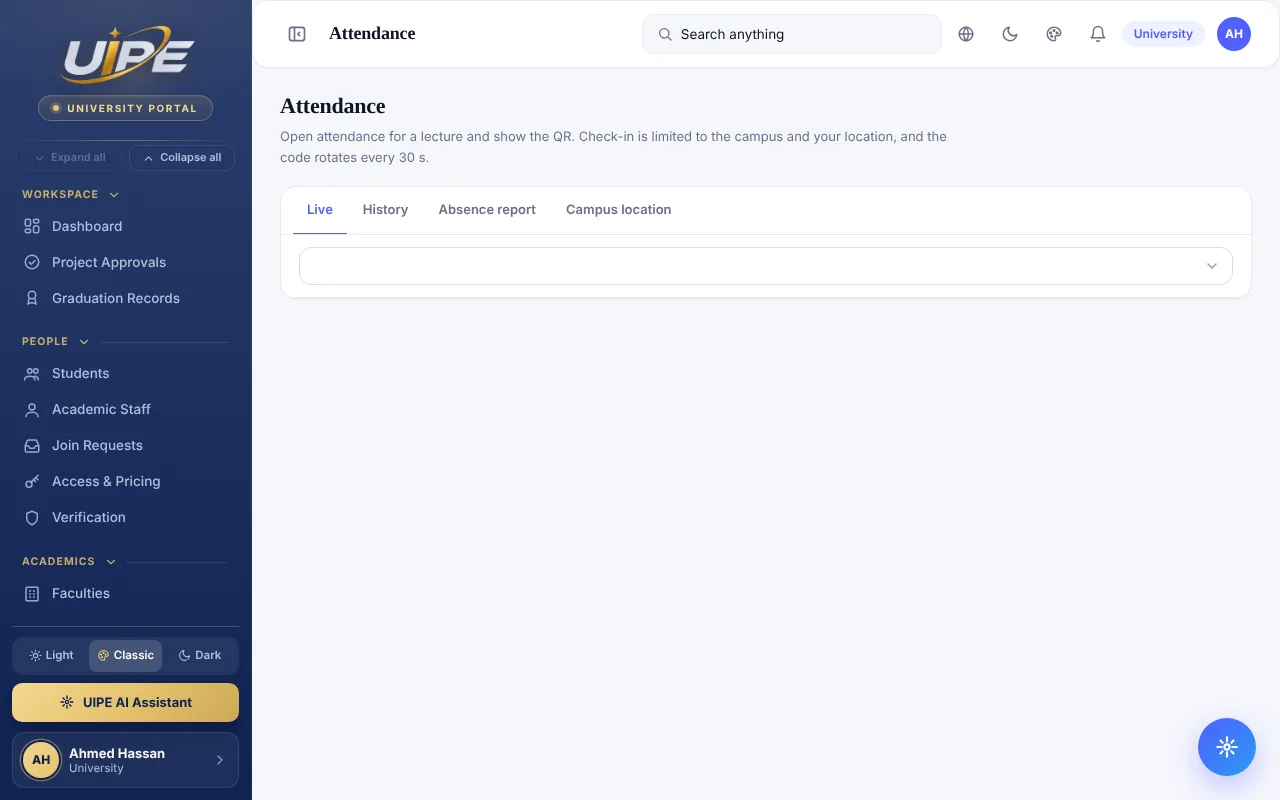 UIPE
UNIVERSITY PORTAL
Expand all
Collapse all
WORKSPACE
Dashboard
Project Approvals
Graduation Records
PEOPLE
Students
Academic Staff
Join Requests
Access & Pricing
Verification
ACADEMICS
Faculties
Light
Classic
Dark
UIPE AI Assistant
AH
Ahmed Hassan
University
Attendance
Search anything
University
AH
Attendance
Open attendance for a lecture and show the QR. Check-in is limited to the campus and your location, and the
code rotates every 30 s.
Live
History
Absence report
Campus location